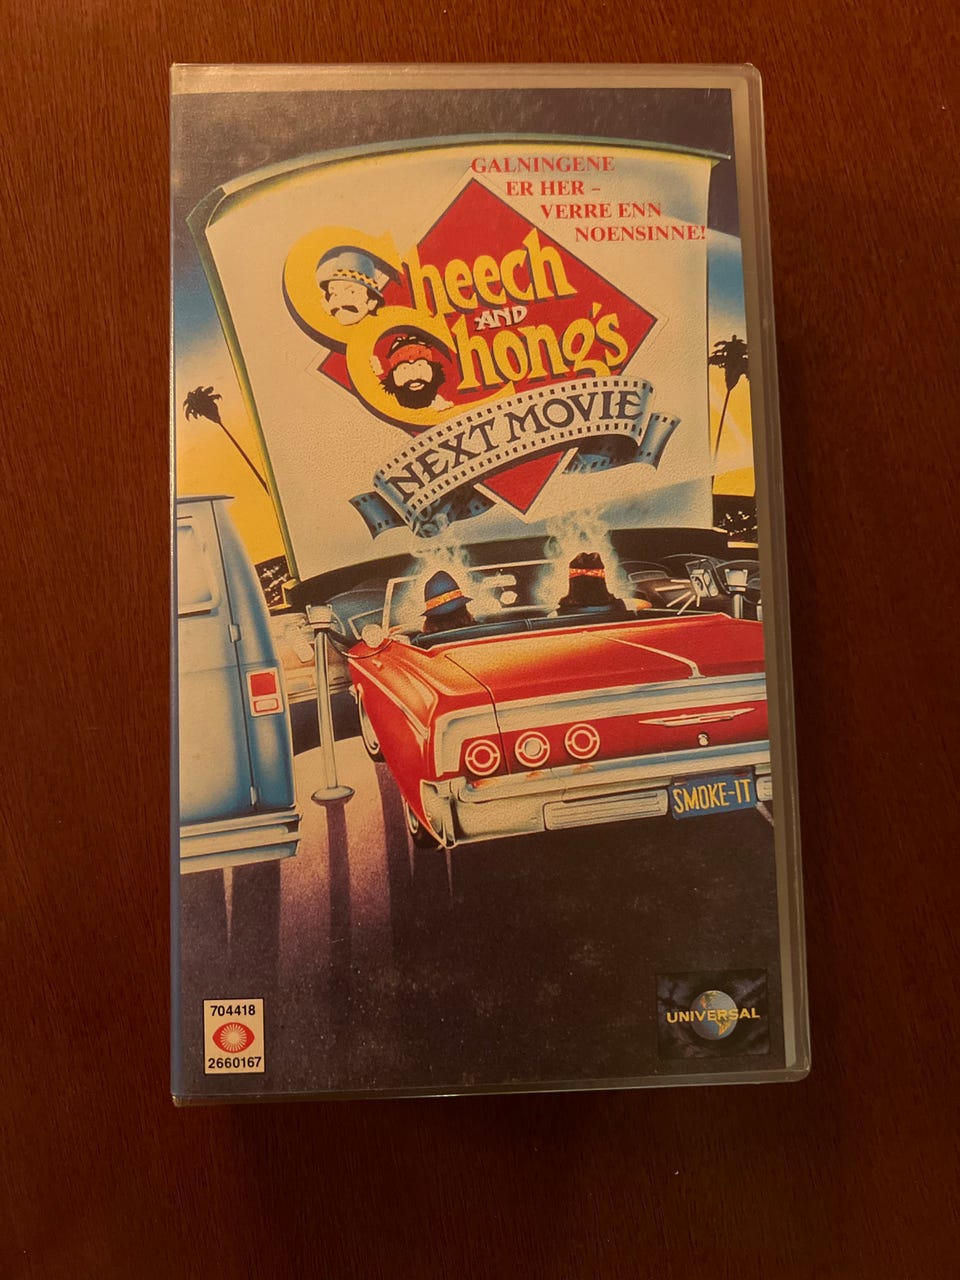 GALNINGENE
ER HER –
VERRE ENN
NOENSINNE!
Cheech
AND
Chong's
NEXT MOVIE
SMOKE-IT
704418
2660167
UNIVERSAL